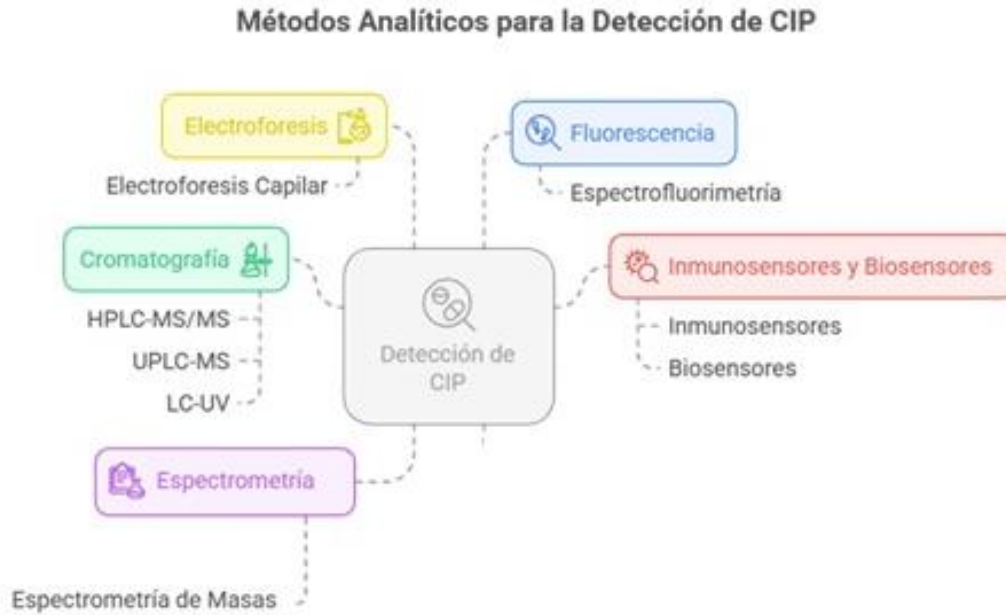 Métodos Analíticos para la Detección de CIP
Electroforesis
Electroforesis Capilar
Fluorescencia
Espectrofluorimetría
Cromatografía
HPLC-MS/MS
UPLC-MS
LC-UV
Detección de
CIP
Inmunosensores y Biosensores
Inmunosensores
Biosensores
Espectrometría
Espectrometría de Masas